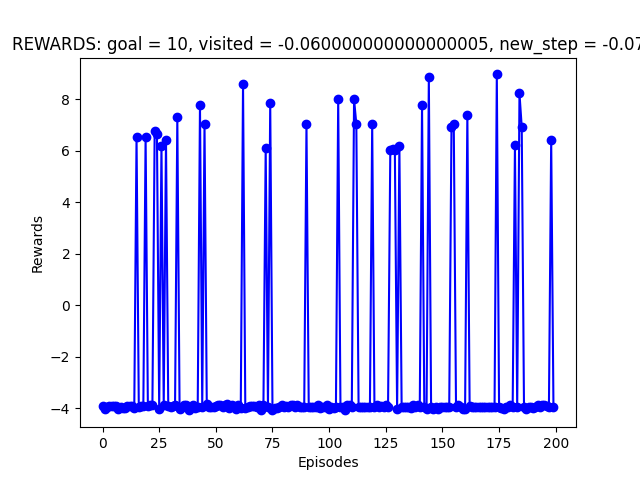 REWARDS: goal = 10, visited = -0.060000000000000005, new_step = -0.07
8
6
4
2
0
−2
−4
Rewards
0 25 50 75 100 125 150 175 200
Episodes